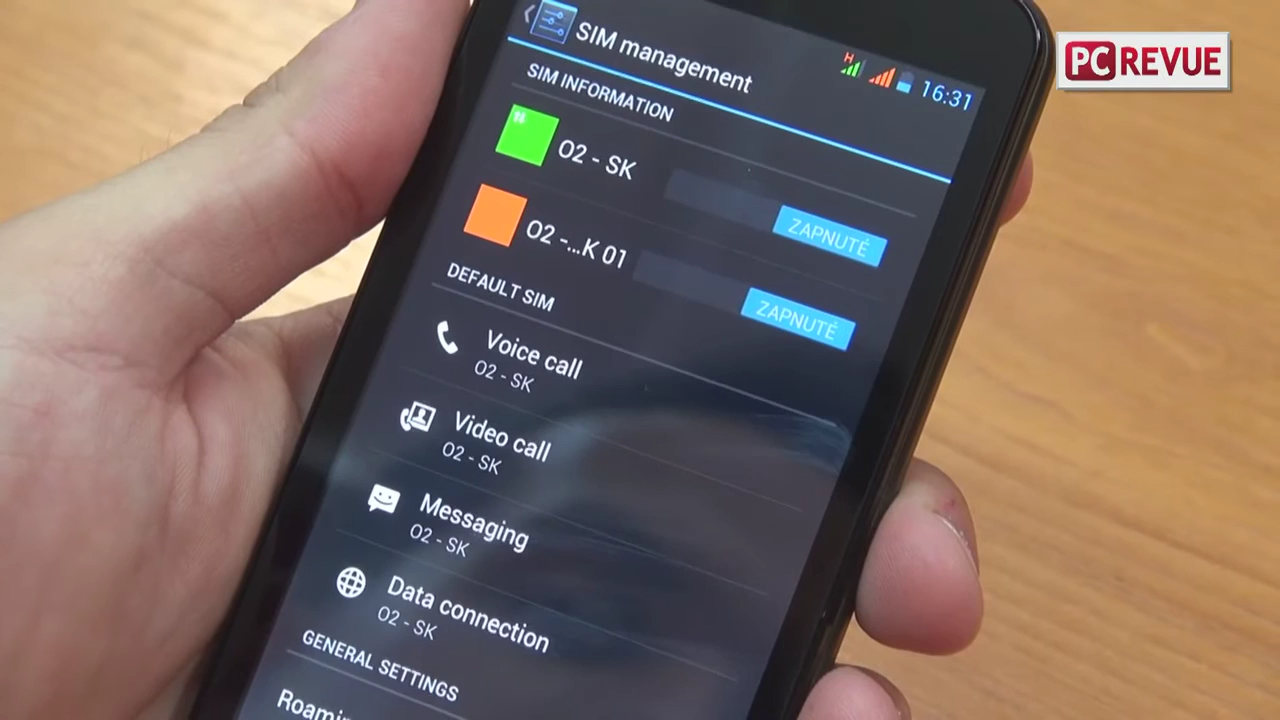 PC REVUE
SIM management
H
16:31
SIM INFORMATION
O2 - SK
ZAPNUTÉ
O2 -...K 01
ZAPNUTÉ
DEFAULT SIM
Voice call
O2 - SK
Video call
O2 - SK
Messaging
O2 - SK
Data connection
O2 - SK
GENERAL SETTINGS